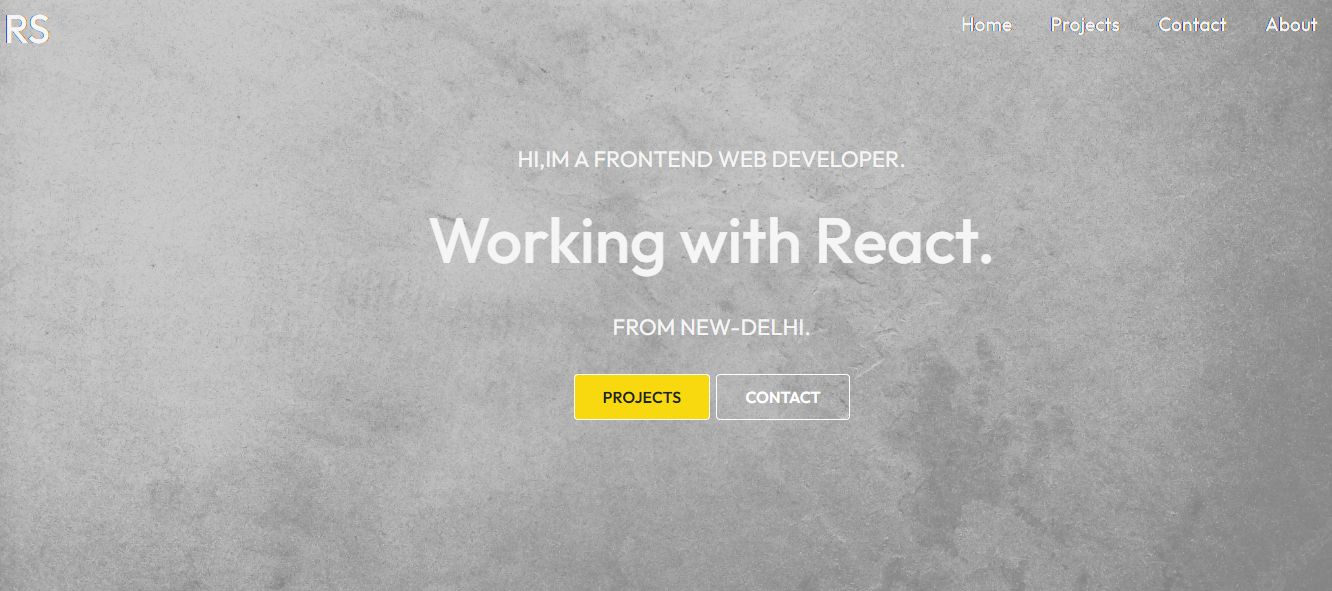 RS
Home Projects Contact About
HI,IM A FRONTEND WEB DEVELOPER.
Working with React.
FROM NEW-DELHI.
PROJECTS CONTACT